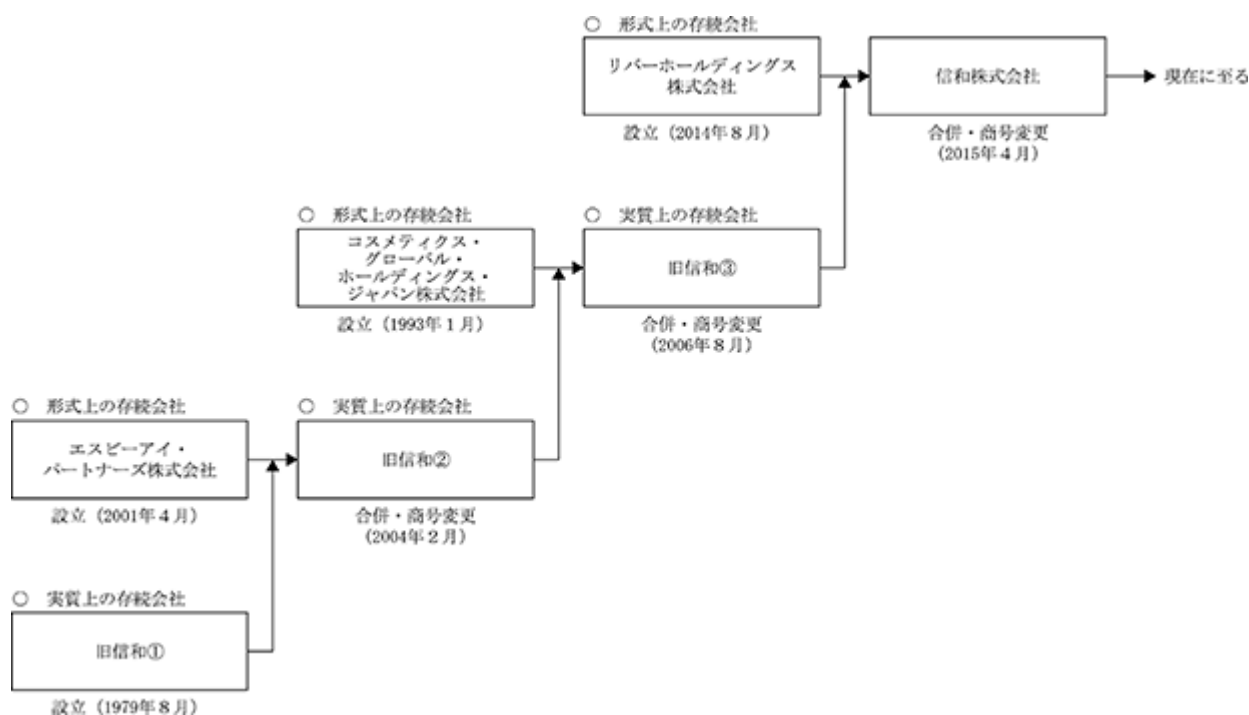 ○ 形式上の存続会社
リバーホールディングス
株式会社
設立（2014年８月）
信和株式会社
合併・商号変更
（2015年４月）
現在に至る
○ 形式上の存続会社
コスメティクス・
グローバル・
ホールディングス・
ジャパン株式会社
設立（1993年１月）
○ 実質上の存続会社
旧信和③
合併・商号変更
（2006年８月）
○ 形式上の存続会社
エスビーアイ・
パートナーズ株式会社
設立（2001年４月）
○ 実質上の存続会社
旧信和②
合併・商号変更
（2004年２月）
○ 実質上の存続会社
旧信和①
設立（1979年８月）